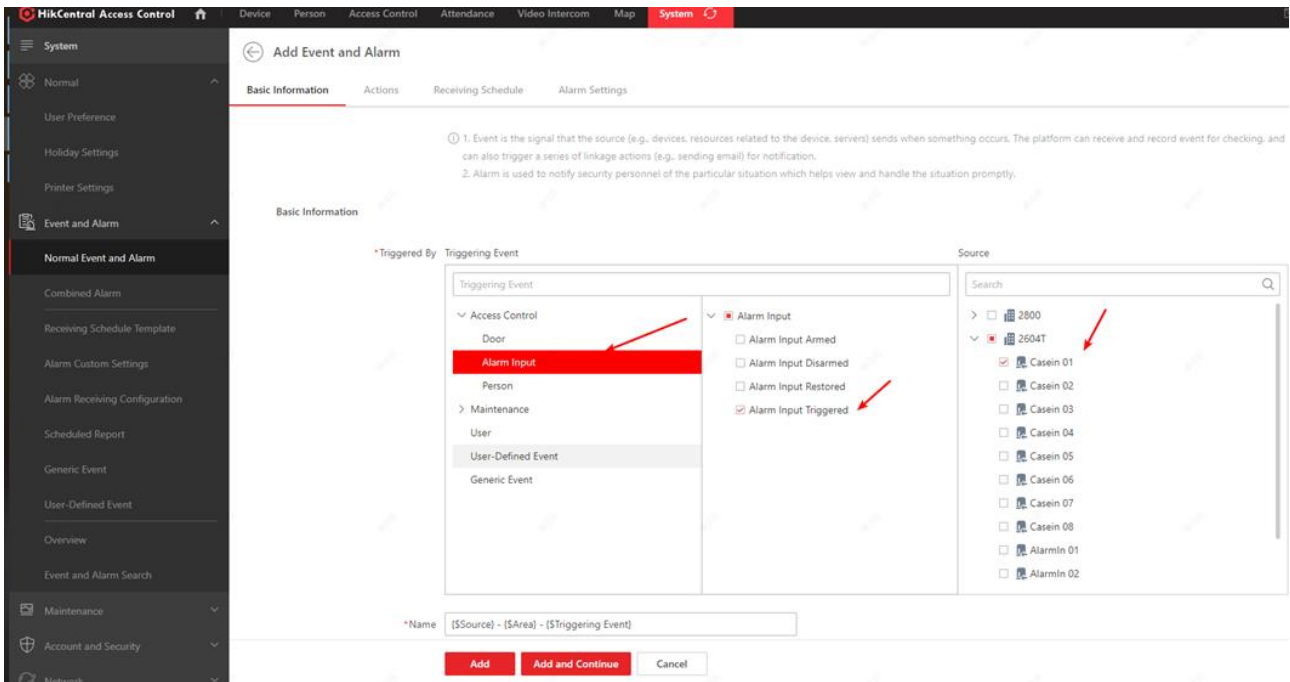 HikCentral Access Control
Device Person Access Control Attendance Video Intercom Map System
System
Normal
User Preference
Holiday Settings
Printer Settings
Event and Alarm
Normal Event and Alarm
Combined Alarm
Receiving Schedule Template
Alarm Custom Settings
Alarm Receiving Configuration
Scheduled Report
Generic Event
User-Defined Event
Overview
Event and Alarm Search
Maintenance
Account and Security
Network
Add Event and Alarm
Basic Information Actions Receiving Schedule Alarm Settings
1. Event is the signal that the source (e.g., devices, resources related to the device, servers) sends when something occurs. The platform can receive and record event for checking, and
can also trigger a series of linkage actions (e.g., sending email) for notification.
2. Alarm is used to notify security personnel of the particular situation which helps view and handle the situation promptly.
Basic Information
*Triggered By Triggering Event
Triggering Event
Access Control
Door
Alarm Input
Person
Maintenance
User
User-Defined Event
Generic Event
Alarm Input
Alarm Input Armed
Alarm Input Disarmed
Alarm Input Restored
Alarm Input Triggered
Source
Search
2800
2604T
Casein 01
Casein 02
Casein 03
Casein 04
Casein 05
Casein 06
Casein 07
Casein 08
AlarmIn 01
AlarmIn 02
*Name {$Source} - {$Area} - {$Triggering Event}
Add Add and Continue Cancel